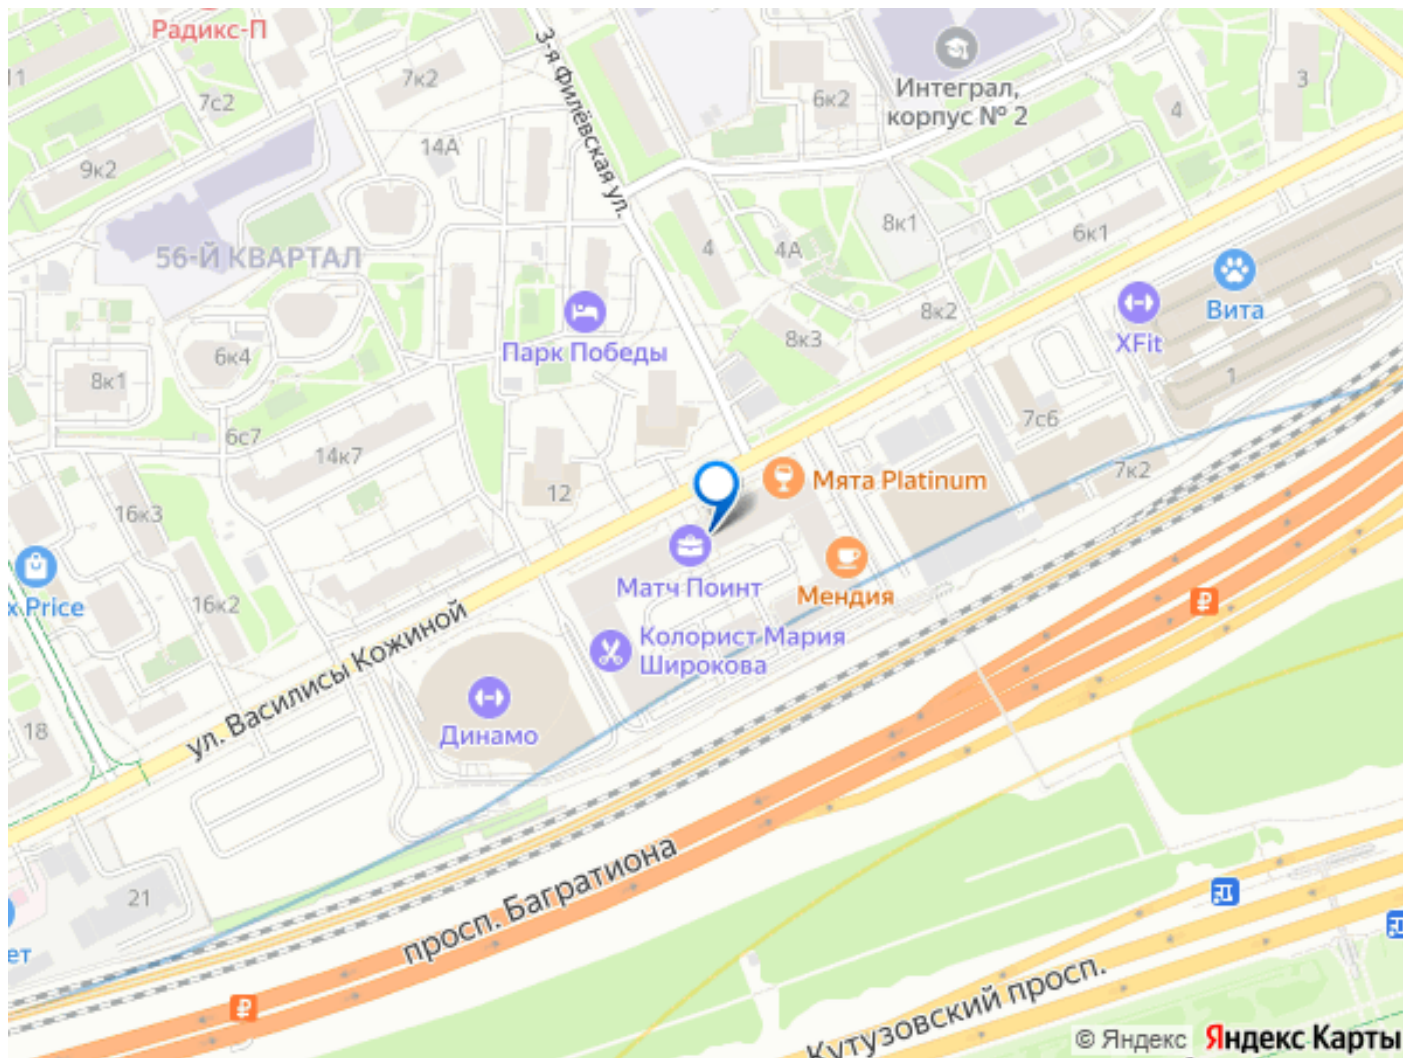 Радикс-П
11
7к2
7с2
3-я Филёвская ул.
Интеграл,
корпус № 2
6к2
3
4
14А
9к2
56-Й КВАРТАЛ
4
4А
8к1
6к1
Вита
XFit
Парк Победы
6к4
8к1
8к3
8к2
1
6с7
14к7
7с6
7к2
12
Мята Platinum
16к3
Матч Поинт
Мендия
x Price
16к2
Колорист Мария
Широкова
ул. Василисы Кожиной
Динамо
18
21
ет
просп. Багратиона
Кутузовский просп.
© Яндекс
Яндекс Карты